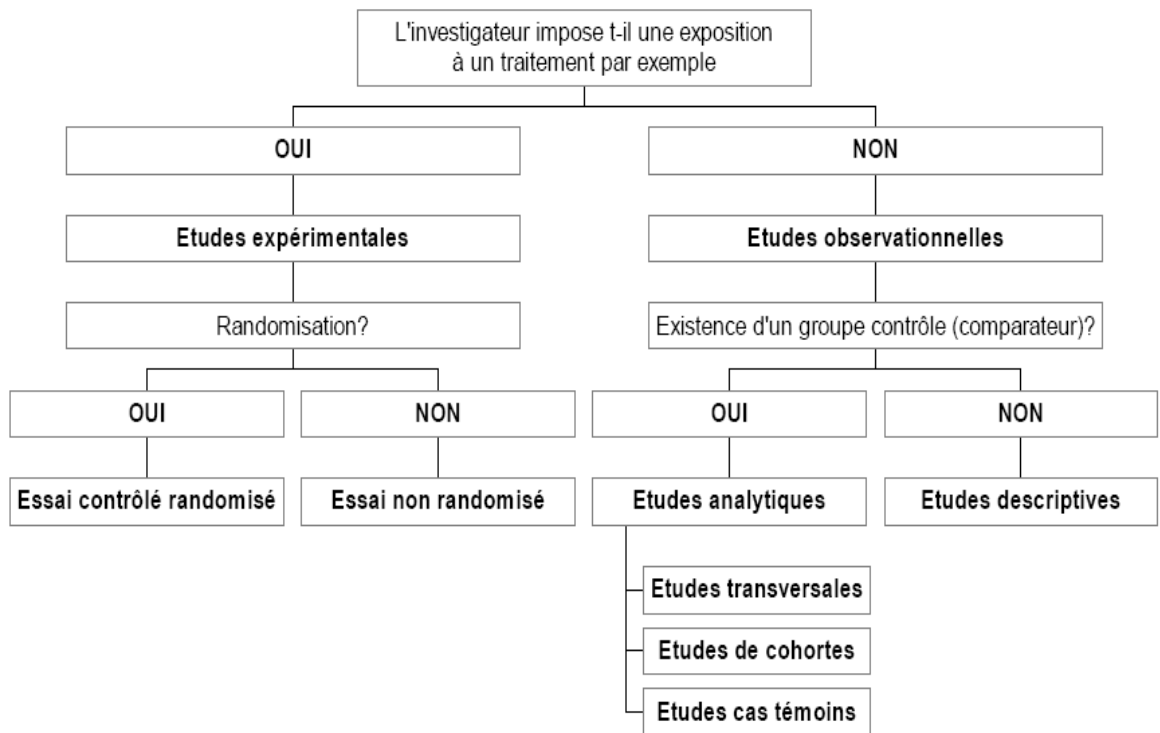 L'investigateur impose t-il une exposition
à un traitement par exemple
OUI
NON
Etudes expérimentales
Etudes observationnelles
Randomisation?
Existence d'un groupe contrôle (comparateur)?
OUI
NON
OUI
NON
Essai contrôlé randomisé
Essai non randomisé
Etudes analytiques
Etudes descriptives
Etudes transversales
Etudes de cohortes
Etudes cas témoins